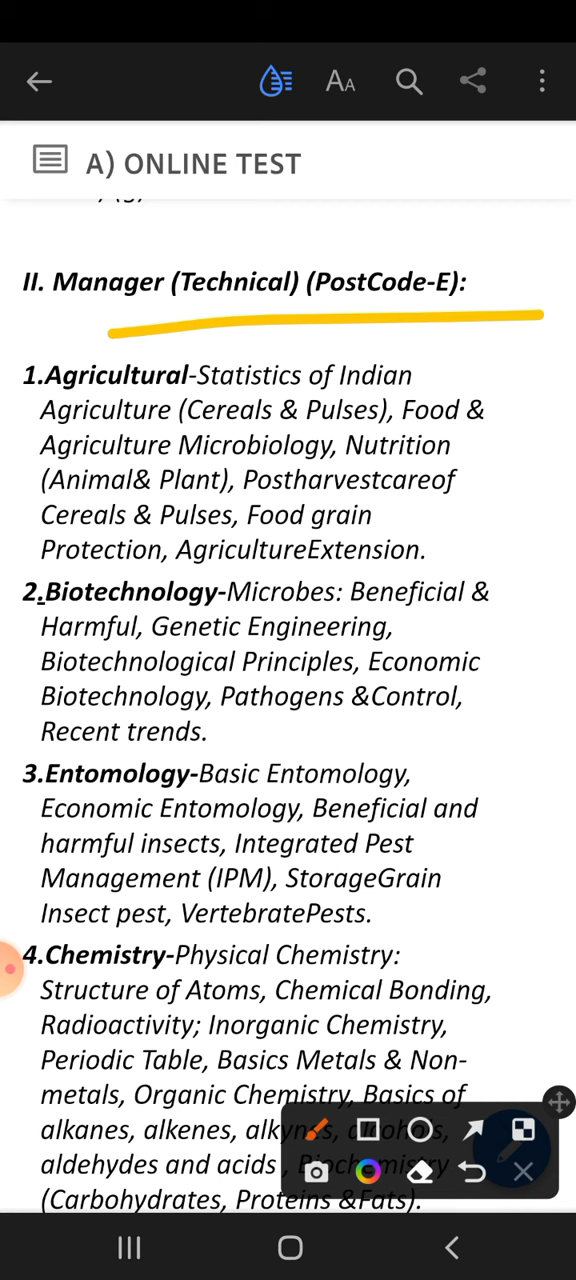 A) ONLINE TEST
II. Manager (Technical) (PostCode-E):
1.Agricultural-Statistics of Indian
Agriculture (Cereals & Pulses), Food &
Agriculture Microbiology, Nutrition
(Animal& Plant), Postharvestcareof
Cereals & Pulses, Food grain
Protection, AgricultureExtension.
2.Biotechnology-Microbes: Beneficial &
Harmful, Genetic Engineering,
Biotechnological Principles, Economic
Biotechnology, Pathogens &Control,
Recent trends.
3.Entomology-Basic Entomology,
Economic Entomology, Beneficial and
harmful insects, Integrated Pest
Management (IPM), StorageGrain
Insect pest, VertebratePests.
4.Chemistry-Physical Chemistry:
Structure of Atoms, Chemical Bonding,
Radioactivity; Inorganic Chemistry,
Periodic Table, Basics Metals & Non-
metals, Organic Chemistry, Basics of
alkanes, alkenes, alkynes, alcohols,
aldehydes and acids , Biochemistry
(Carbohydrates, Proteins &Fats).